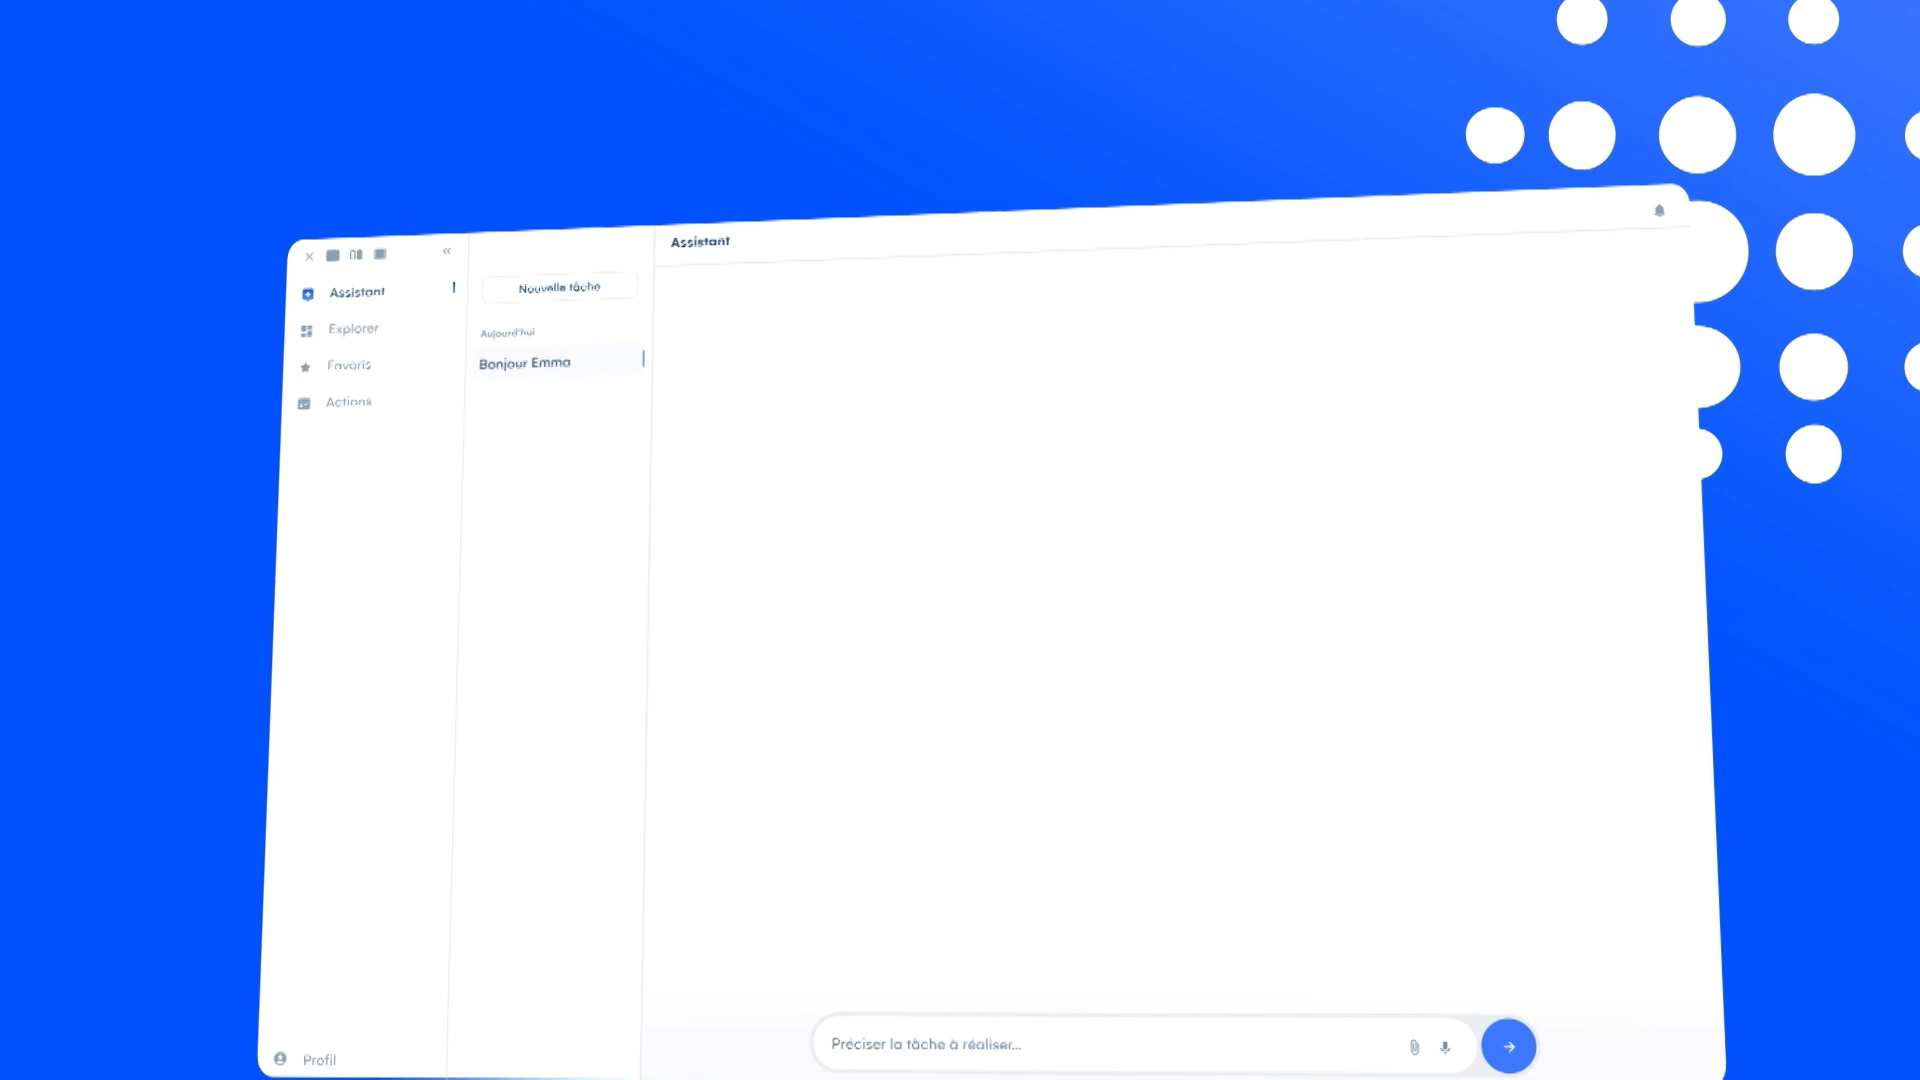 Assistant
Explorer
Favoris
Actions
Profil
Nouvelle tâche
Aujourd'hui
Bonjour Emma
Assistant
Préciser la tâche à réaliser...